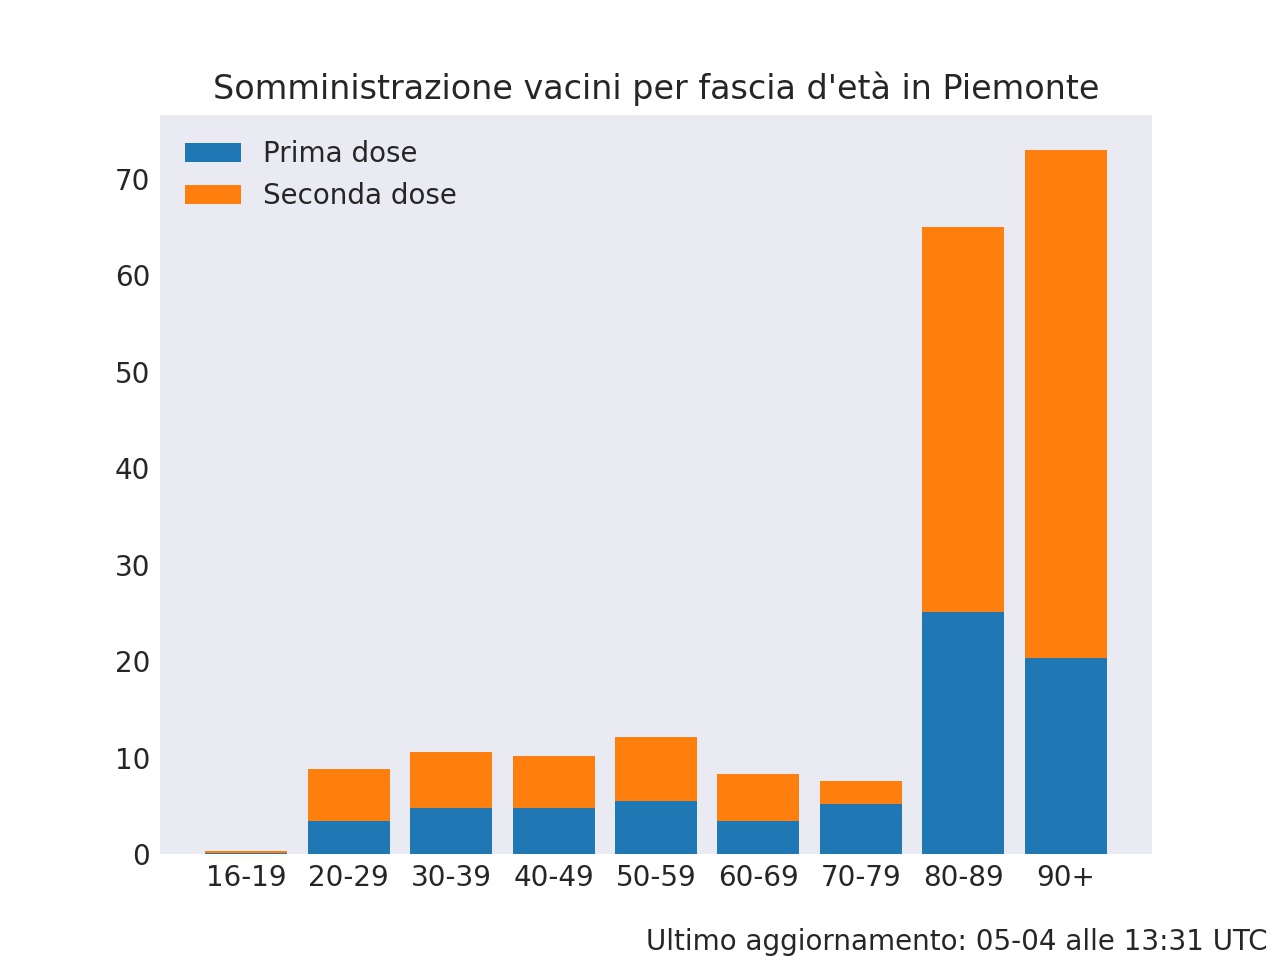 Somministrazione vacini per fascia d'età in Piemonte
Prima dose
Seconda dose
70
60
50
40
30
20
10
0
16-19 20-29 30-39 40-49 50-59 60-69 70-79 80-89 90+
Ultimo aggiornamento: 05-04 alle 13:31 UTC